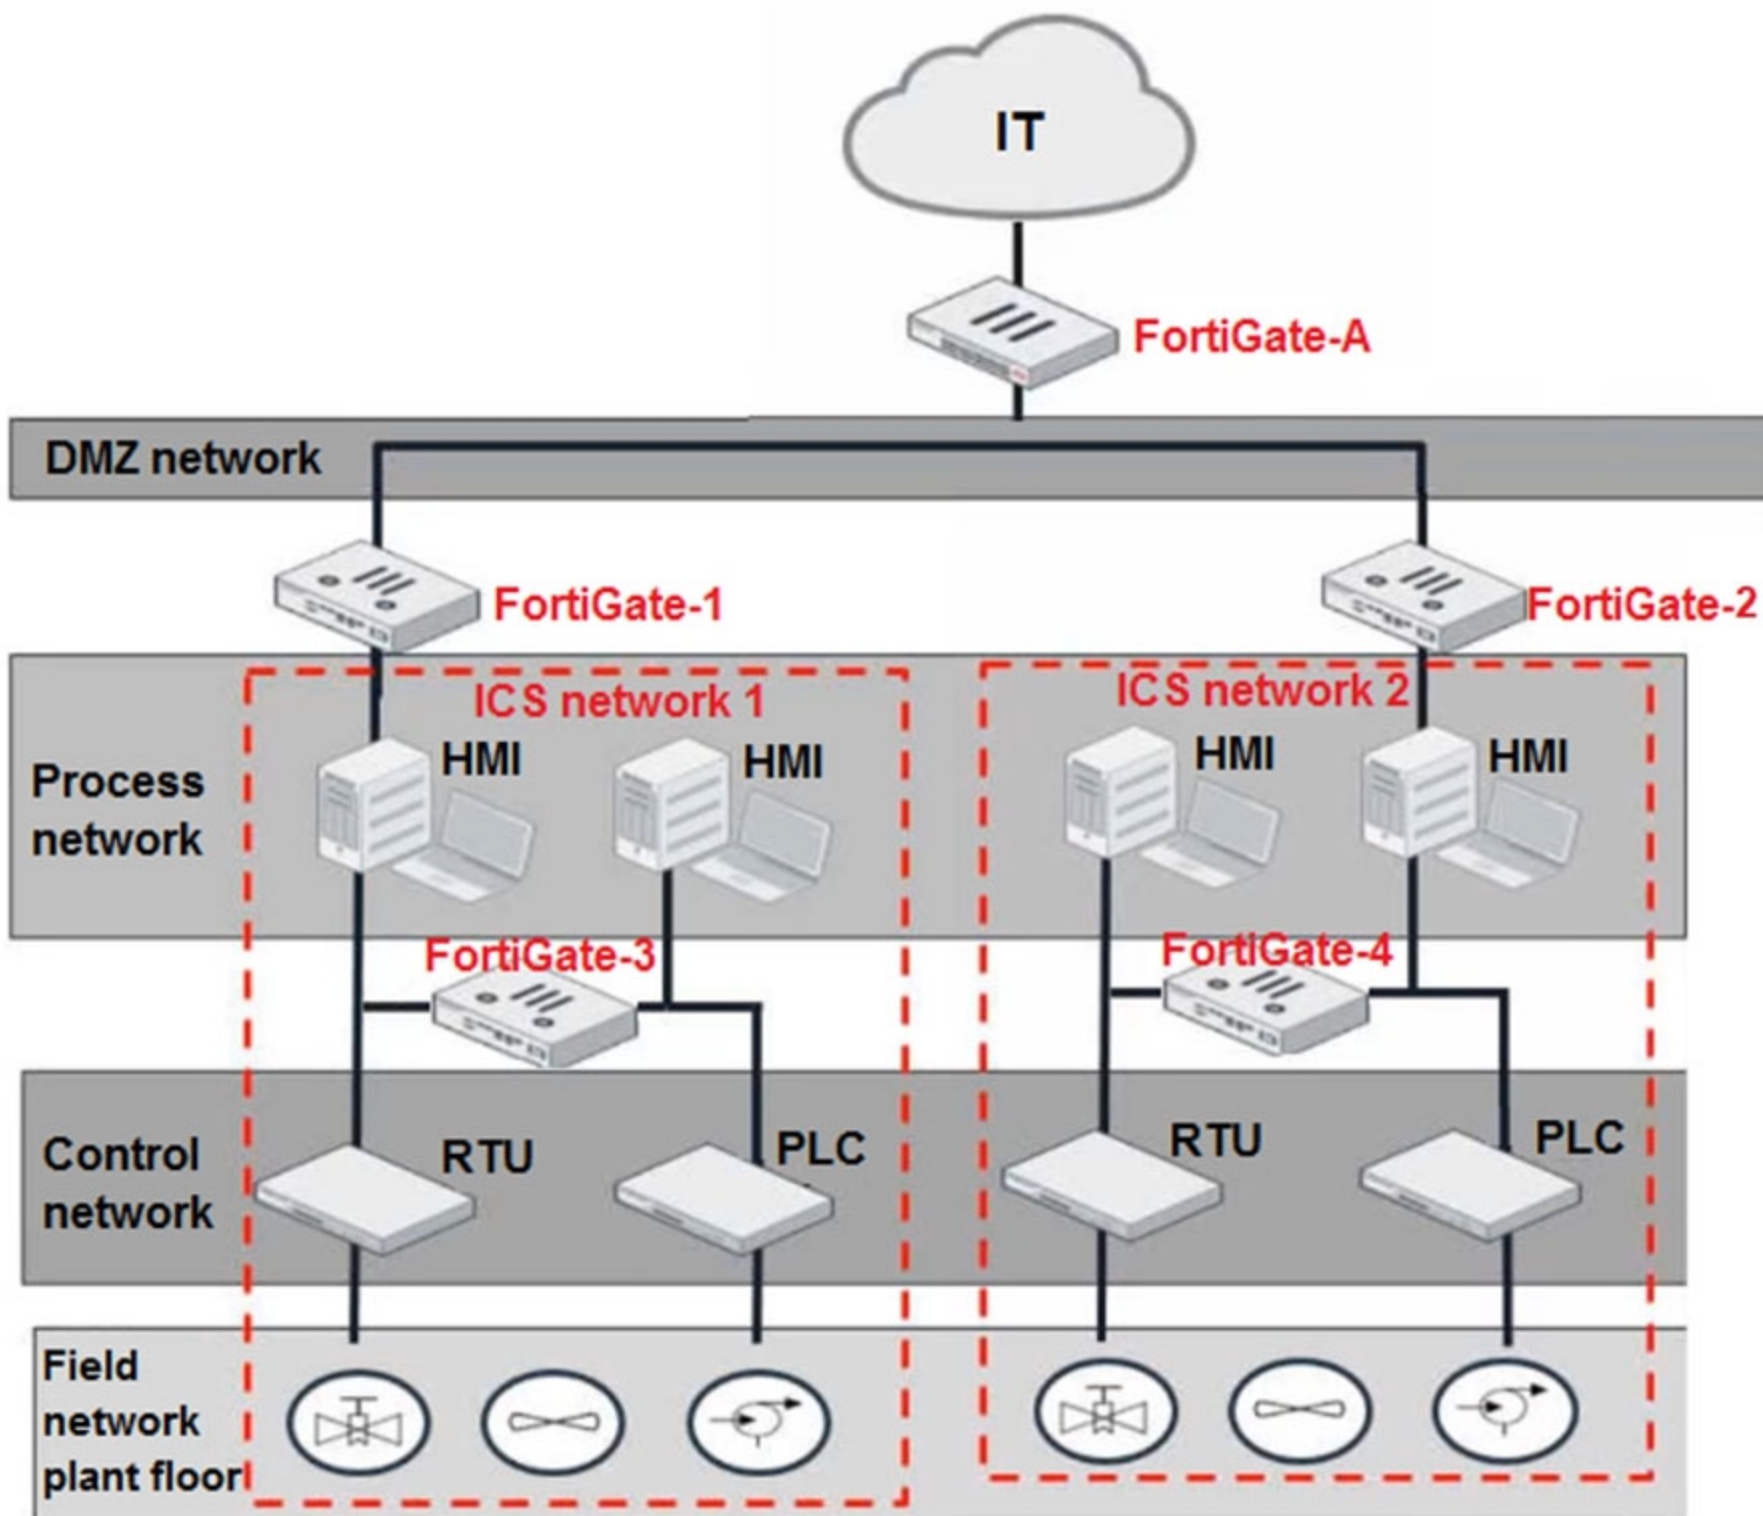 IT
FortiGate-A
DMZ network
FortiGate-1
FortiGate-2
ICS network 1
ICS network 2
HMI
HMI
HMI
HMI
Process
network
FortiGate-3
FortiGate-4
Control
network
RTU
PLC
RTU
PLC
Field
network
plant floor